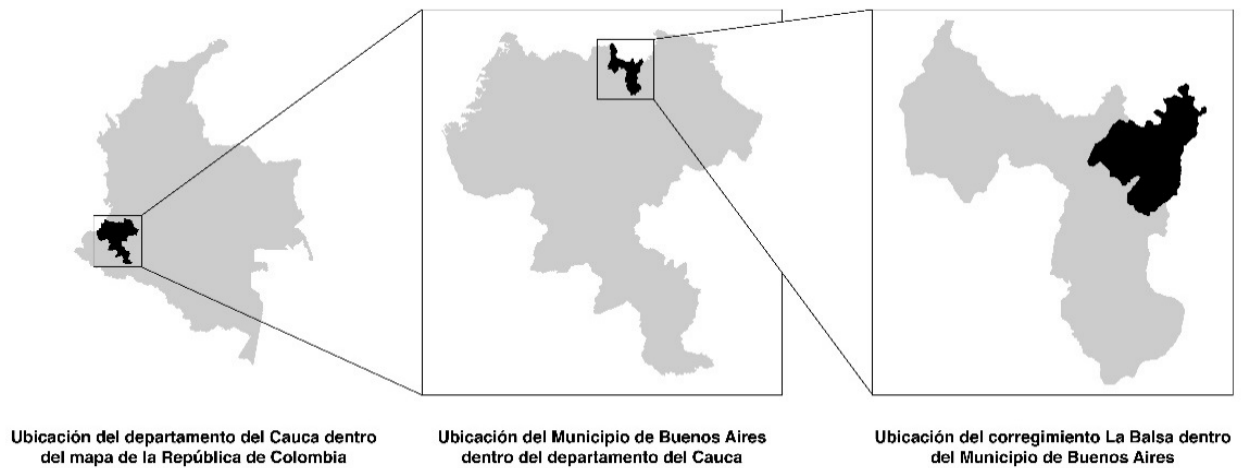 Ubicación del departamento del Cauca dentro
del mapa de la República de Colombia
Ubicación del Municipio de Buenos Aires
dentro del departamento del Cauca
Ubicación del corregimiento La Balsa dentro
del Municipio de Buenos Aires